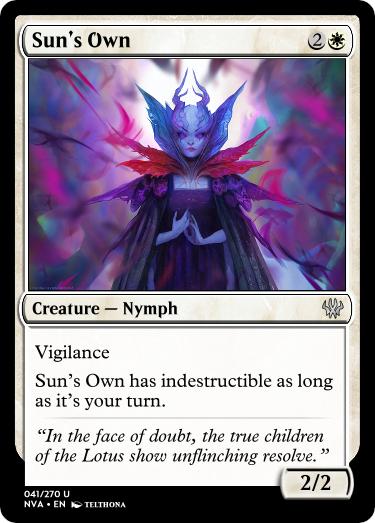 Sun's Own 2
Creature — Nymph
Vigilance
Sun's Own has indestructible as long
as it's your turn.
“In the face of doubt, the true children
of the Lotus show unflinching resolve.”
2/2
041/270 U
NVA • EN TELTHONA